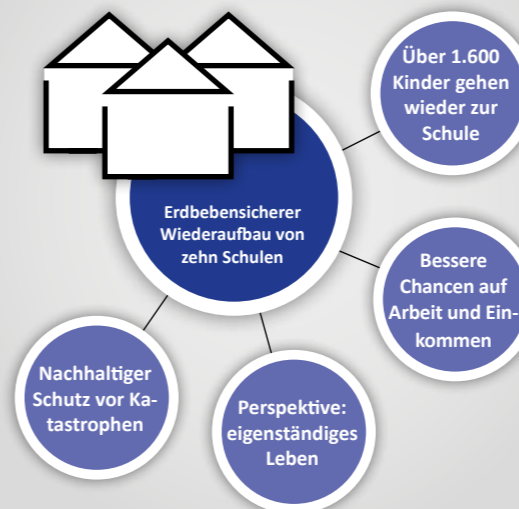 Über 1.600
Kinder gehen
wieder zur
Schule
Erdbebensicherer
Wiederaufbau von
zehn Schulen
Bessere
Chancen auf
Arbeit und Ein-
kommen
Nachhaltiger
Schutz vor Ka-
tastrophen
Perspektive:
eigenständiges
Leben